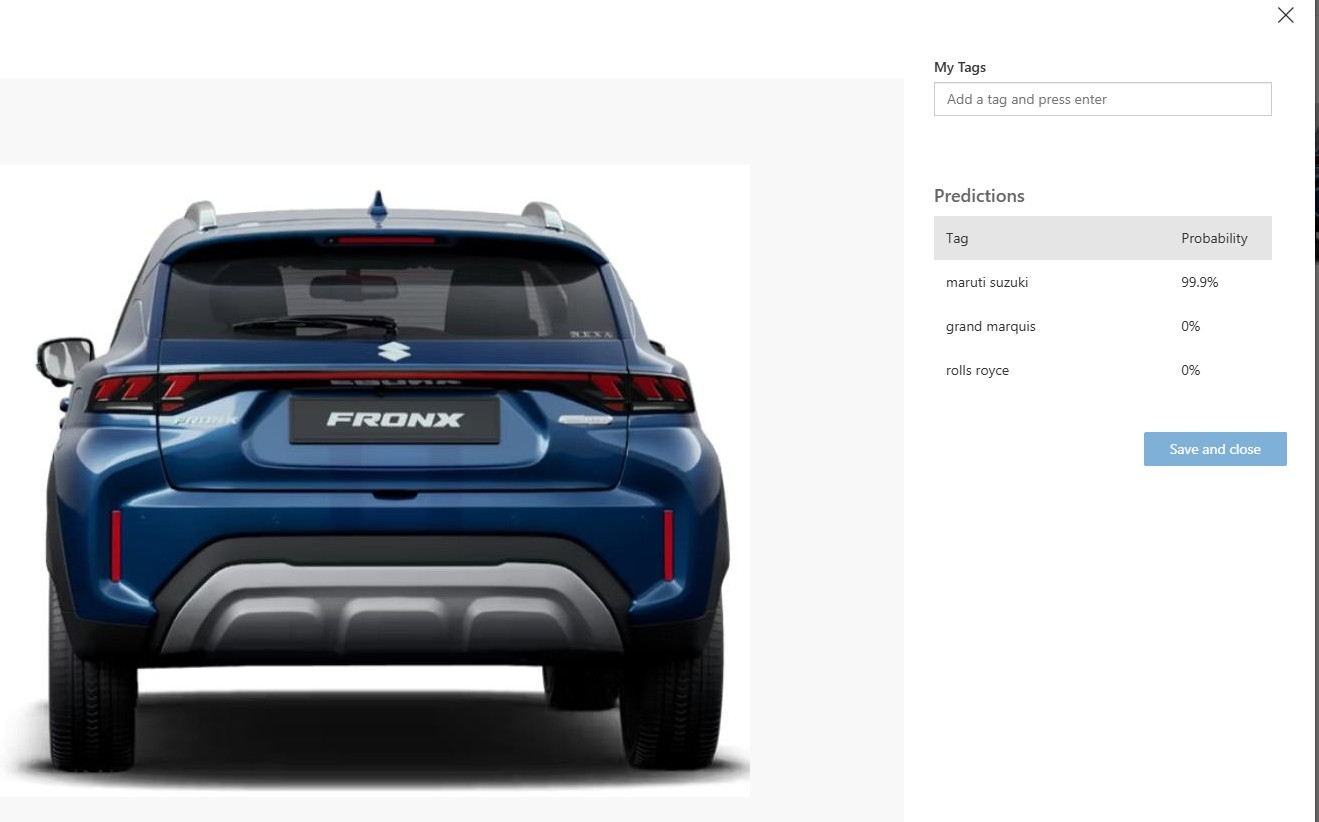 My Tags
Add a tag and press enter
Predictions
Tag Probability
maruti suzuki 99.9%
grand marquis 0%
rolls royce 0%
Save and close
NEXA
FRONX
FRONX